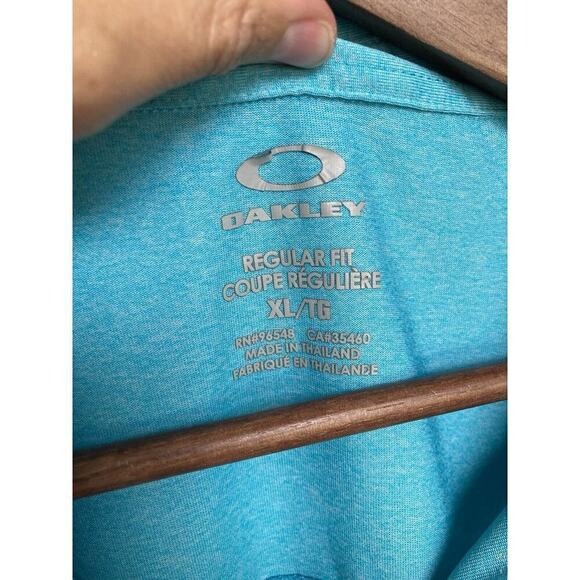 OAKLEY
REGULAR FIT
COUPE RÉGULIÈRE
XL/TG
RN#96548 CA#35460
MADE IN THAILAND
FABRIQUÉ EN THAILANDE